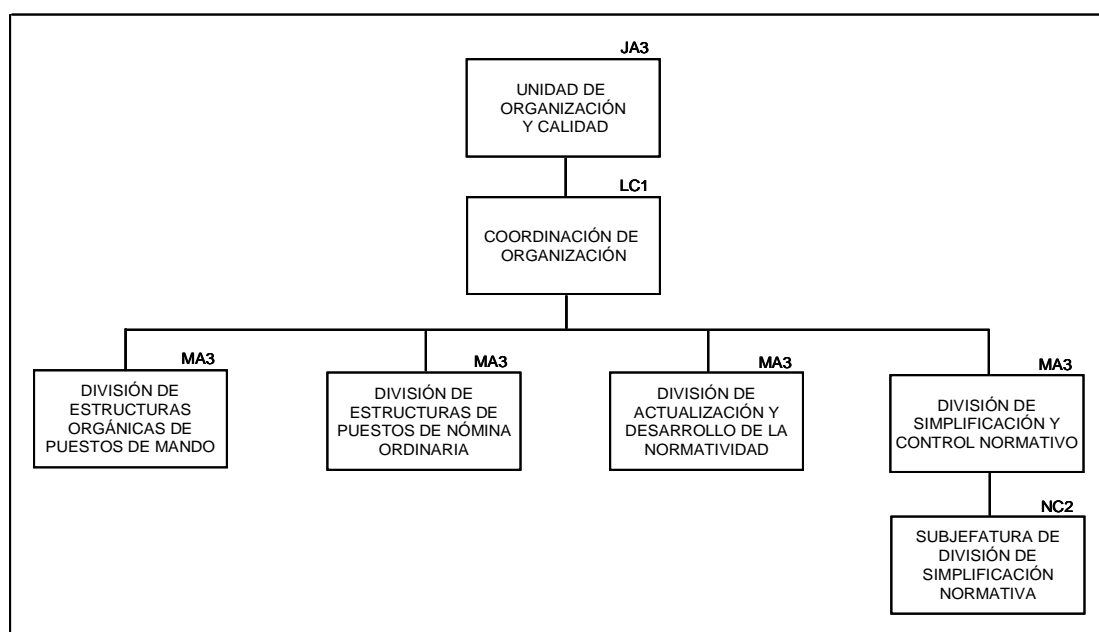 JA3
UNIDAD DE
ORGANIZACIÓN
Y CALIDAD
LC1
COORDINACIÓN DE
ORGANIZACIÓN
MA3
DIVISIÓN DE
ESTRUCTURAS
ORGÁNICAS DE
PUESTOS DE MANDO
MA3
DIVISIÓN DE
ESTRUCTURAS DE
PUESTOS DE NÓMINA
ORDINARIA
MA3
DIVISIÓN DE
ACTUALIZACIÓN Y
DESARROLLO DE LA
NORMATIVIDAD
MA3
DIVISIÓN DE
SIMPLIFICACIÓN Y
CONTROL NORMATIVO
NC2
SUBJEFATURA DE
DIVISIÓN DE
SIMPLIFICACIÓN
NORMATIVA